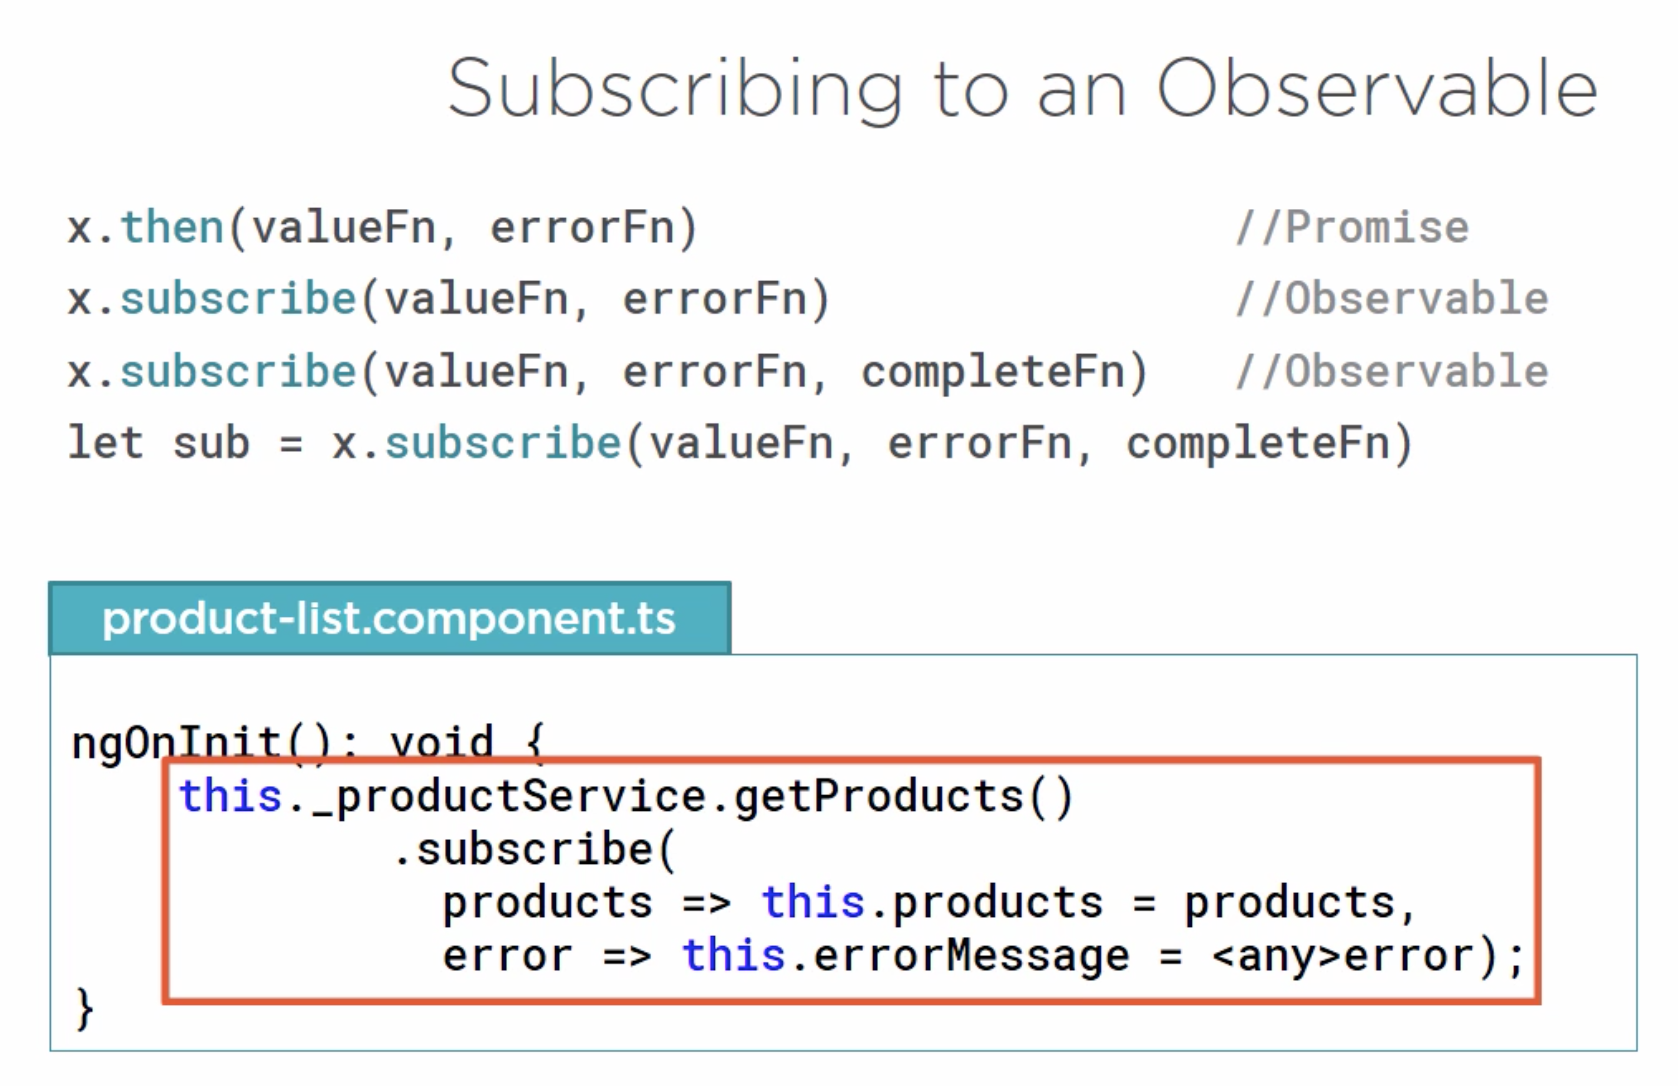 Subscribing to an Observable
x.then(valueFn, errorFn) //Promise
x.subscribe(valueFn, errorFn) //Observable
x.subscribe(valueFn, errorFn, completeFn) //Observable
let sub = x.subscribe(valueFn, errorFn, completeFn)
product-list.component.ts
ngOnInit(): void {
this._productService.getProducts()
.subscribe(
products => this.products = products,
error => this.errorMessage = <any>error);
}